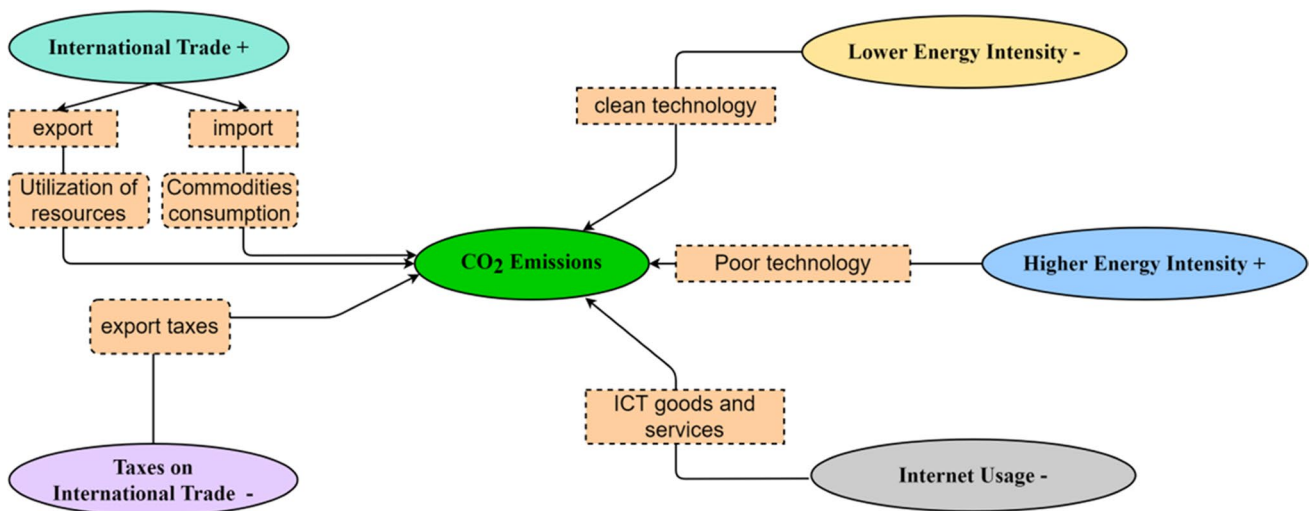 International Trade +
export
import
Utilization of
resources
Commodities
consumption
export taxes
Taxes on
International Trade -
CO2 Emissions
Lower Energy Intensity -
clean technology
Poor technology
Higher Energy Intensity +
ICT goods and
services
Internet Usage -